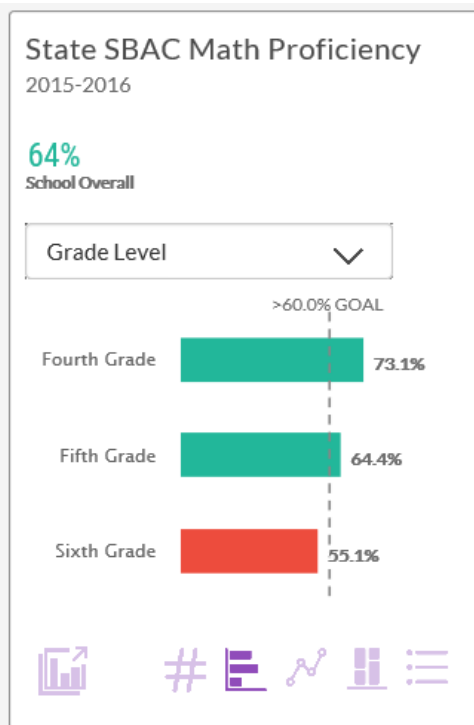 State SBAC Math Proficiency
2015-2016
64%
School Overall
Grade Level
>60.0% GOAL
Fourth Grade 73.1%
Fifth Grade 64.4%
Sixth Grade 55.1%
#